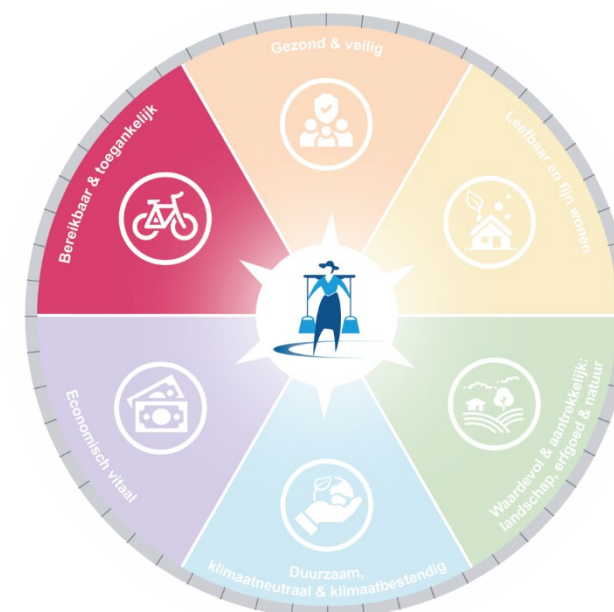 Gezond & veilig
Leefbaar en fijn wonen
Waardevol & aantrekkelijk:
landschap, erfgoed & natuur
Duurzaam,
klimaatneutraal & klimaatbestendig
Economisch vitaal
Bereikbaar & toegankelijk